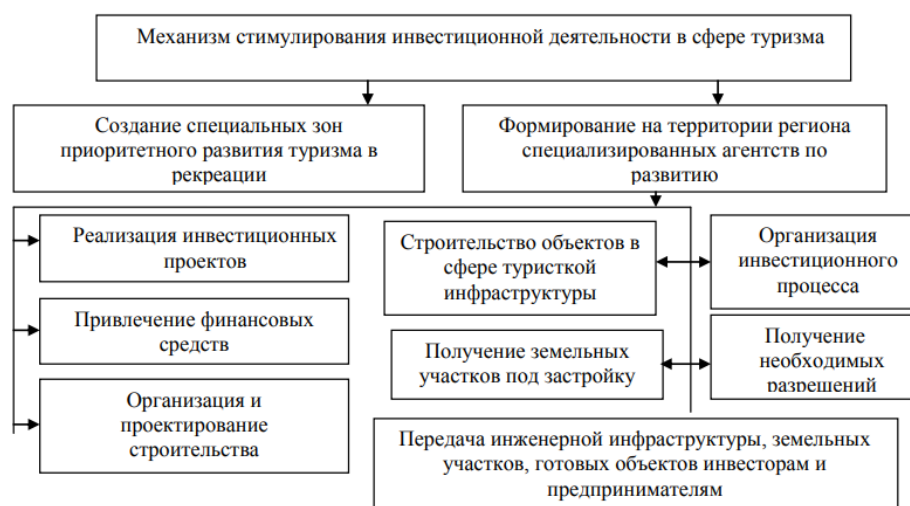 Механизм стимулирования инвестиционной деятельности в сфере туризма
Создание специальных зон
приоритетного развития туризма в
рекреации
Формирование на территории региона
специализированных агентств по
развитию
Реализация инвестиционных
проектов
Привлечение финансовых
средств
Организация и
проектирование
строительства
Строительство объектов в
сфере туристкой
инфраструктуры
Получение земельных
участков под застройку
Организация
инвестиционного
процесса
Получение
необходимых
разрешений
Передача инженерной инфраструктуры, земельных
участков, готовых объектов инвесторам и
предпринимателям